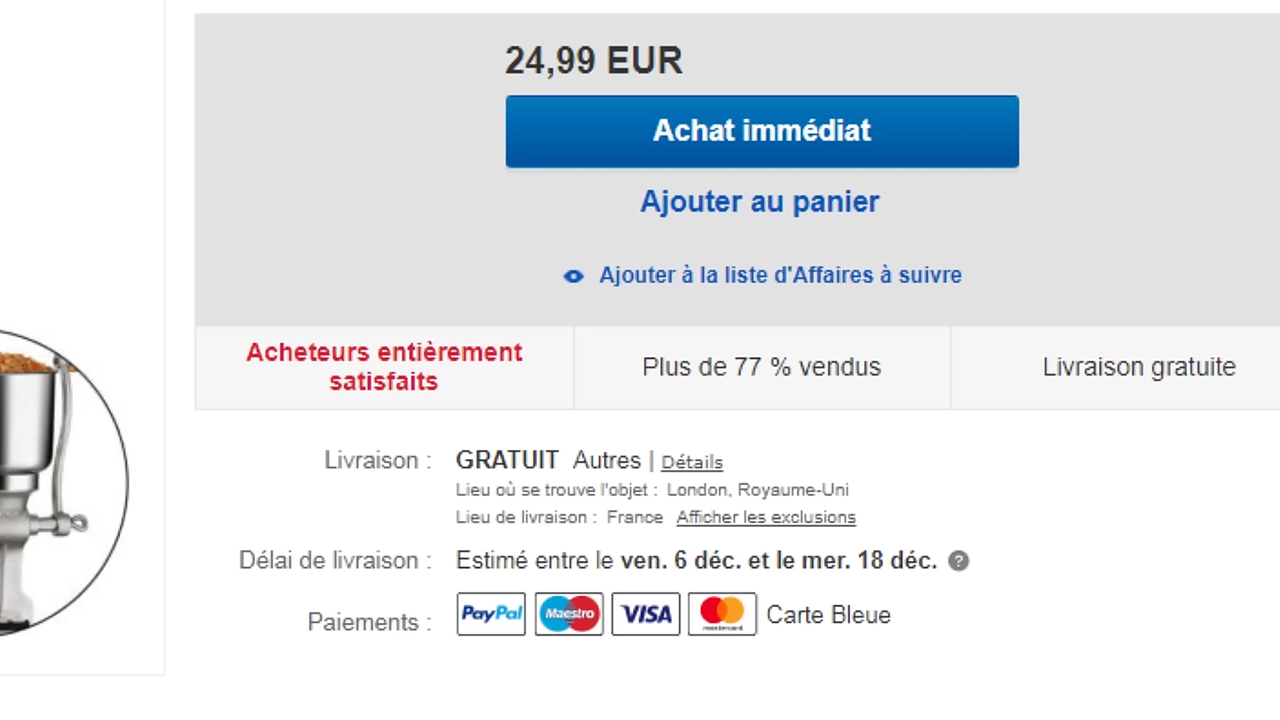 24,99 EUR
Achat immédiat
Ajouter au panier
Ajouter à la liste d'Affaires à suivre
Acheteurs entièrement
satisfaits
Plus de 77 % vendus
Livraison gratuite
Livraison : GRATUIT Autres | Détails
Lieu où se trouve l'objet : London, Royaume-Uni
Lieu de livraison : France Afficher les exclusions
Délai de livraison : Estimé entre le ven. 6 déc. et le mer. 18 déc. ?
Paiements : PayPal Maestro VISA mastercard Carte Bleue